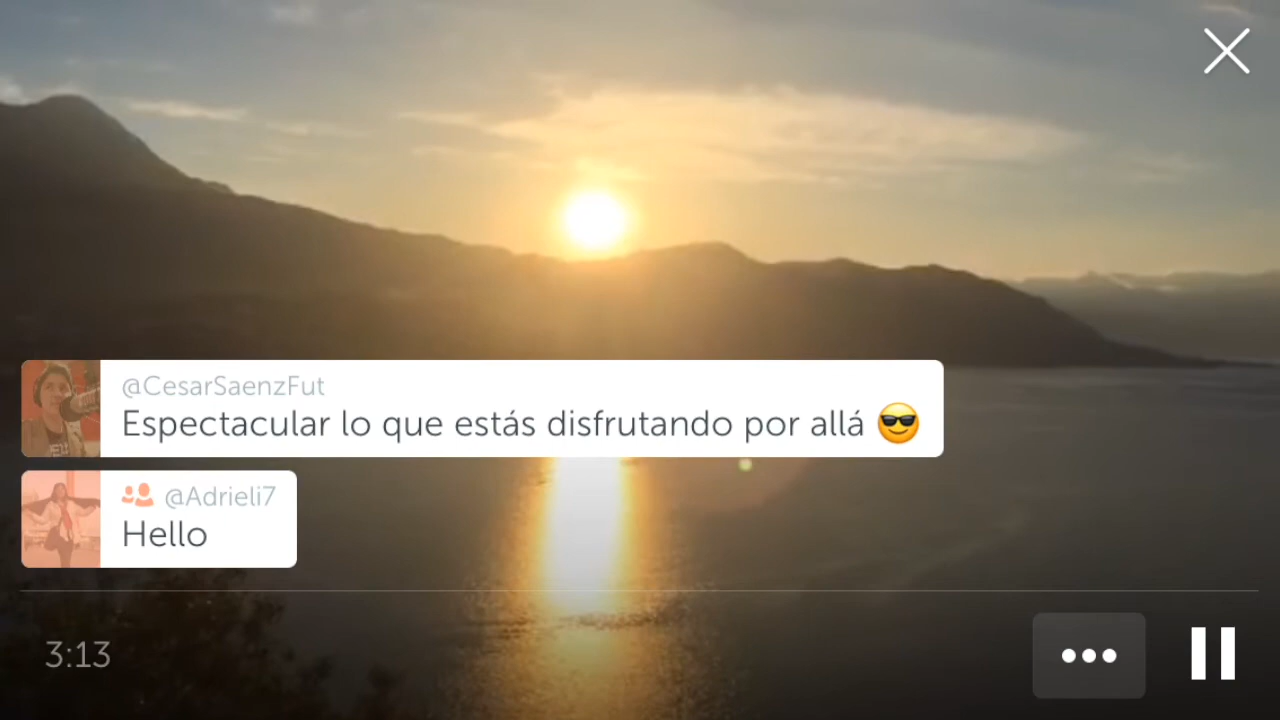 @CesarSaenzFut
Espectacular lo que estás disfrutando por allá 😎
@Adrieli7
Hello
3:13